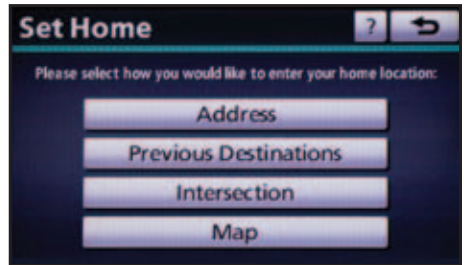 Set Home ?
Please select how you would like to enter your home location:
Address
Previous Destinations
Intersection
Map